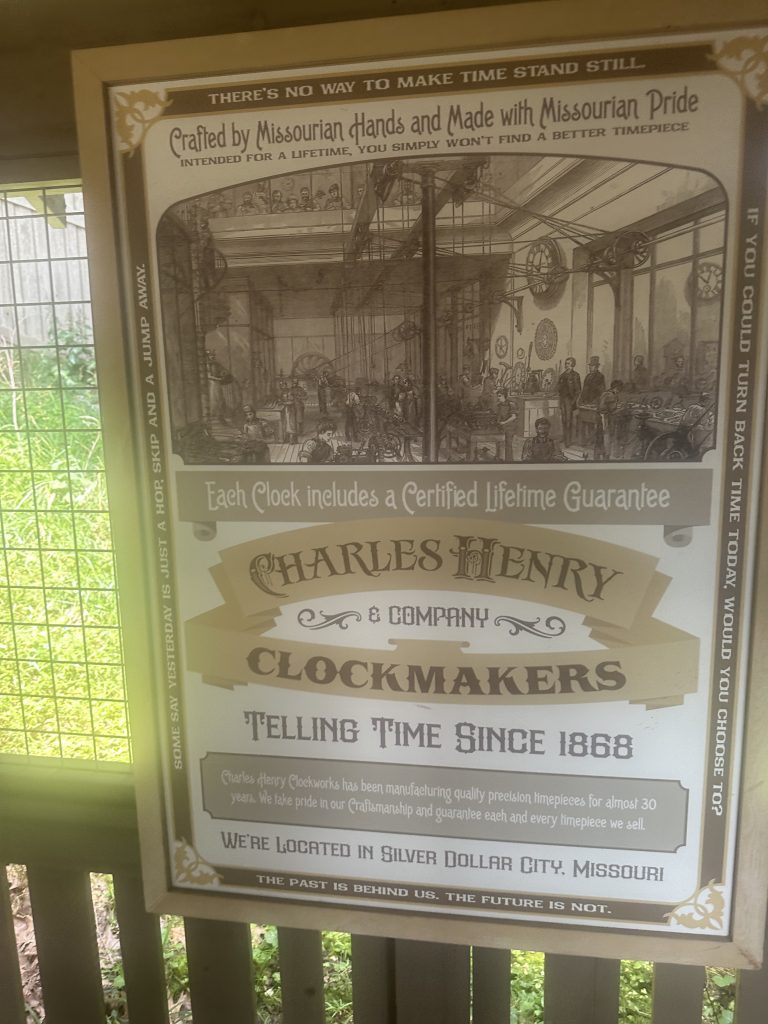 THERE'S NO WAY TO MAKE TIME STAND STILL.
Crafted by Missourian Hands and Made with Missourian Pride
INTENDED FOR A LIFETIME, YOU SIMPLY WON'T FIND A BETTER TIMEPIECE
SOME SAY YESTERDAY IS JUST A HOP, SKIP AND A JUMP AWAY.
IF YOU COULD TURN BACK TIME TODAY, WOULD YOU CHOOSE TO?
Each Clock includes a Certified Lifetime Guarantee
CHARLES HENRY
& COMPANY
CLOCKMAKERS
TELLING TIME SINCE 1868
Charles Henry Clockworks has been manufacturing quality precision timepieces for almost 30
years. We take pride in our Craftsmanship and guarantee each and every timepiece we sell.
WE'RE LOCATED IN SILVER DOLLAR CITY, MISSOURI
THE PAST IS BEHIND US. THE FUTURE IS NOT.